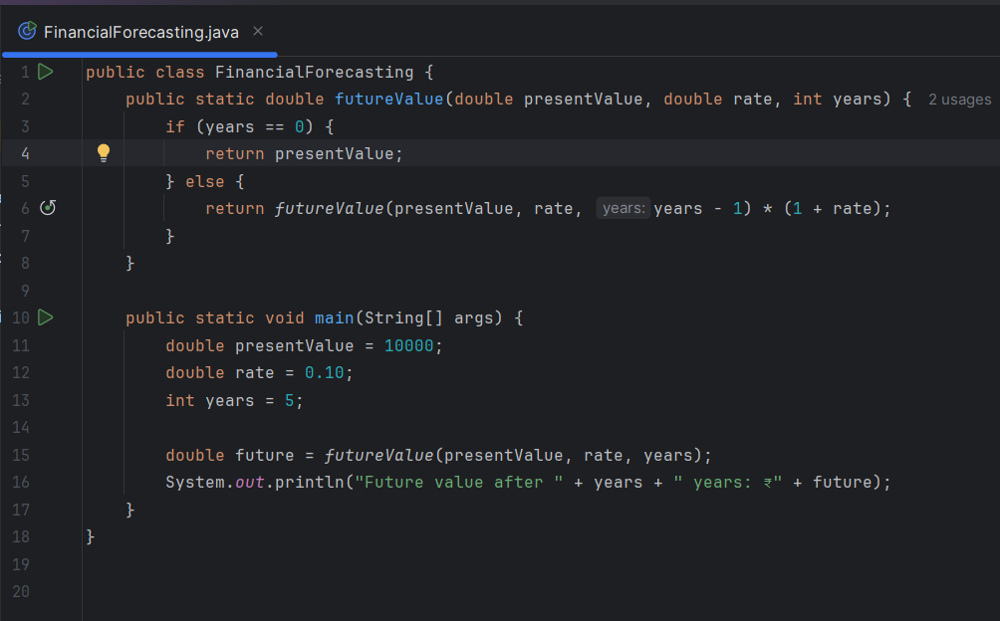 FinancialForecasting.java
1 public class FinancialForecasting {
2 public static double futureValue(double presentValue, double rate, int years) { 2 usages
3 if (years == 0) {
4 return presentValue;
5 } else {
6 return futureValue(presentValue, rate, years: years - 1) * (1 + rate);
7 }
8 }
9
10 public static void main(String[] args) {
11 double presentValue = 10000;
12 double rate = 0.10;
13 int years = 5;
14
15 double future = futureValue(presentValue, rate, years);
16 System.out.println("Future value after " + years + " years: ₹" + future);
17 }
18 }
19
20